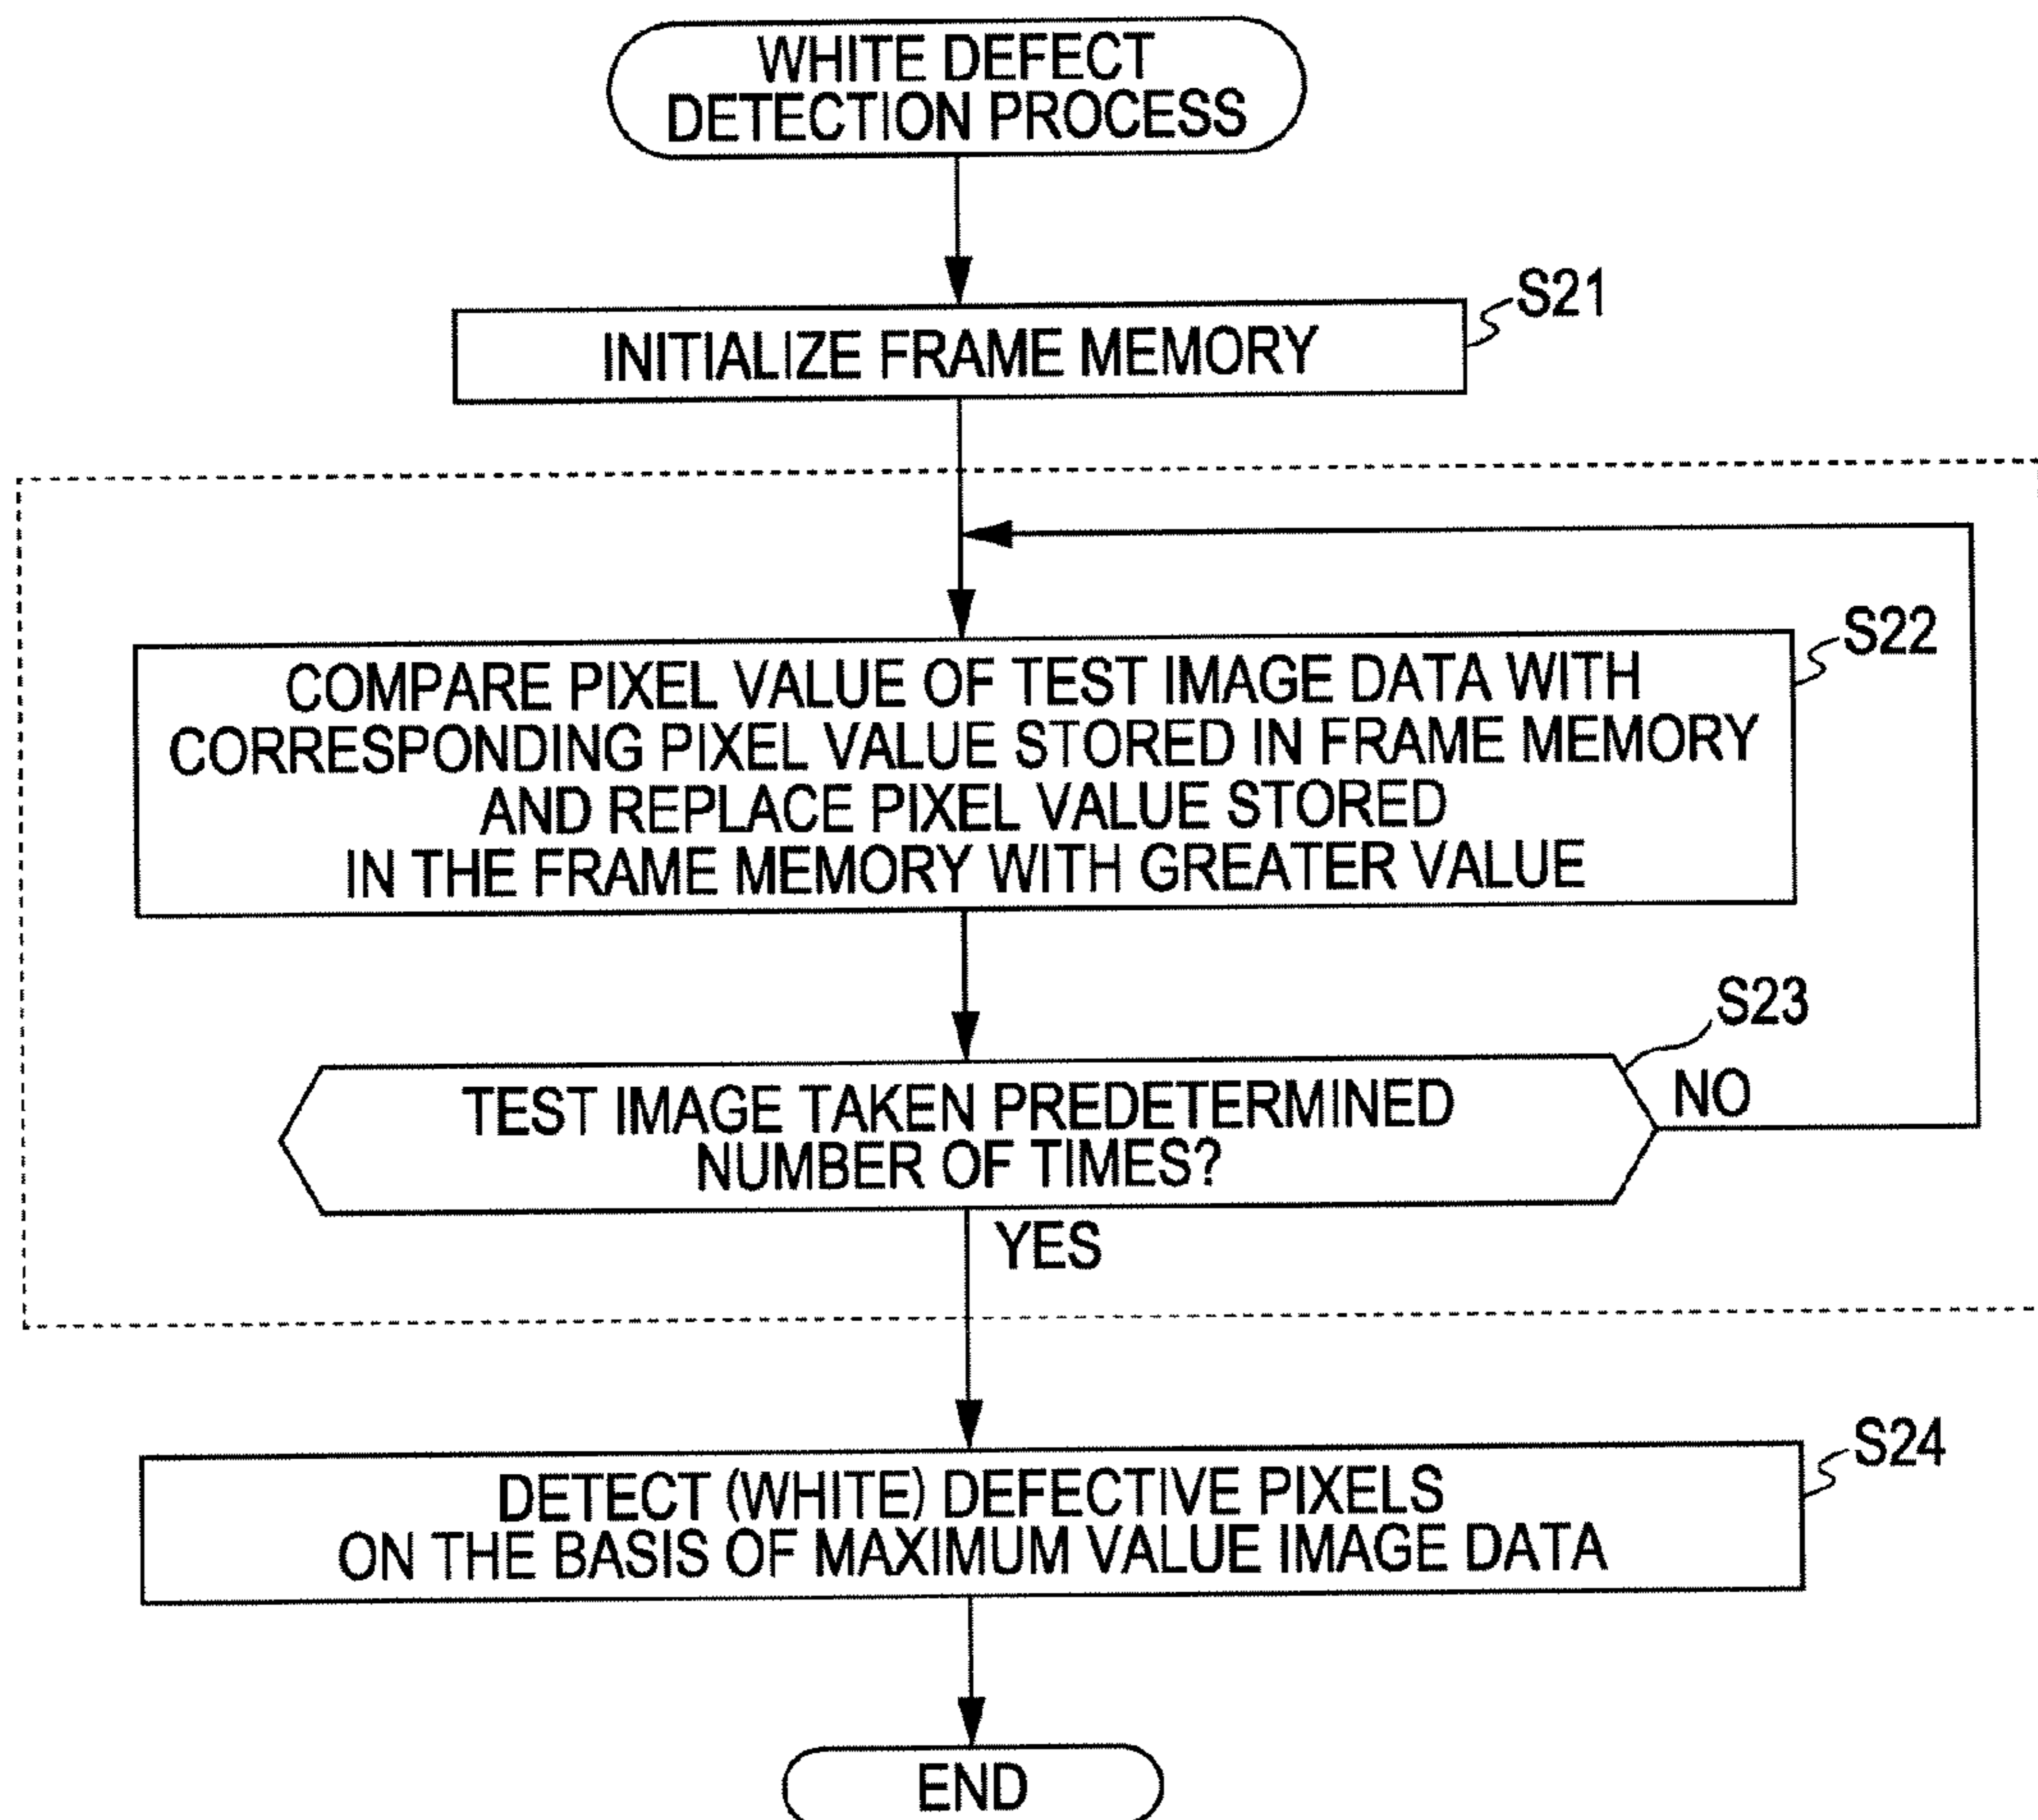 WHITE DEFECT
DETECTION PROCESS
S21
INITIALIZE FRAME MEMORY
S22
COMPARE PIXEL VALUE OF TEST IMAGE DATA WITH
CORRESPONDING PIXEL VALUE STORED IN FRAME MEMORY
AND REPLACE PIXEL VALUE STORED
IN THE FRAME MEMORY WITH GREATER VALUE
S23
TEST IMAGE TAKEN PREDETERMINED
NUMBER OF TIMES?
NO
YES
S24
DETECT (WHITE) DEFECTIVE PIXELS
ON THE BASIS OF MAXIMUM VALUE IMAGE DATA
END